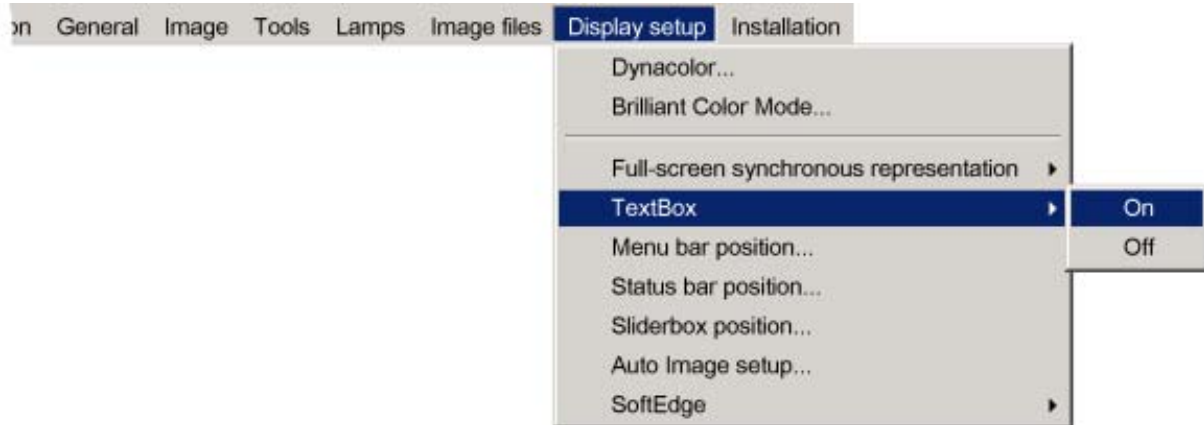 on General Image Tools Lamps Image files Display setup Installation
Dynacolor...
Brilliant Color Mode...
Full-screen synchronous representation
TextBox On
Menu bar position... Off
Status bar position...
Sliderbox position...
Auto Image setup...
SoftEdge